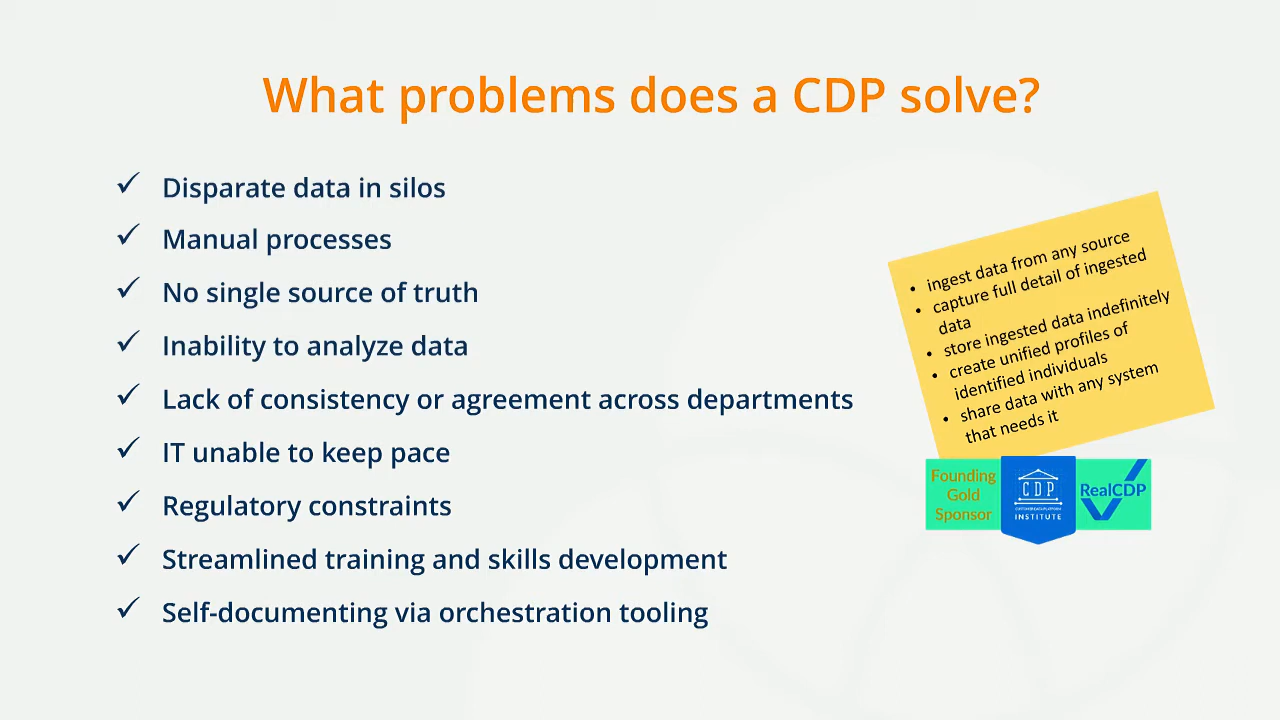 What problems does a CDP solve?
✓ Disparate data in silos
✓ Manual processes
✓ No single source of truth
✓ Inability to analyze data
✓ Lack of consistency or agreement across departments
✓ IT unable to keep pace
✓ Regulatory constraints
✓ Streamlined training and skills development
✓ Self-documenting via orchestration tooling
• ingest data from any source
• capture full detail of ingested
data
• store ingested data indefinitely
• create unified profiles of
identified individuals
• share data with any system
that needs it
Founding
Gold
Sponsor
CDP
CUSTOMER DATA PLATFORM
INSTITUTE
RealCDP